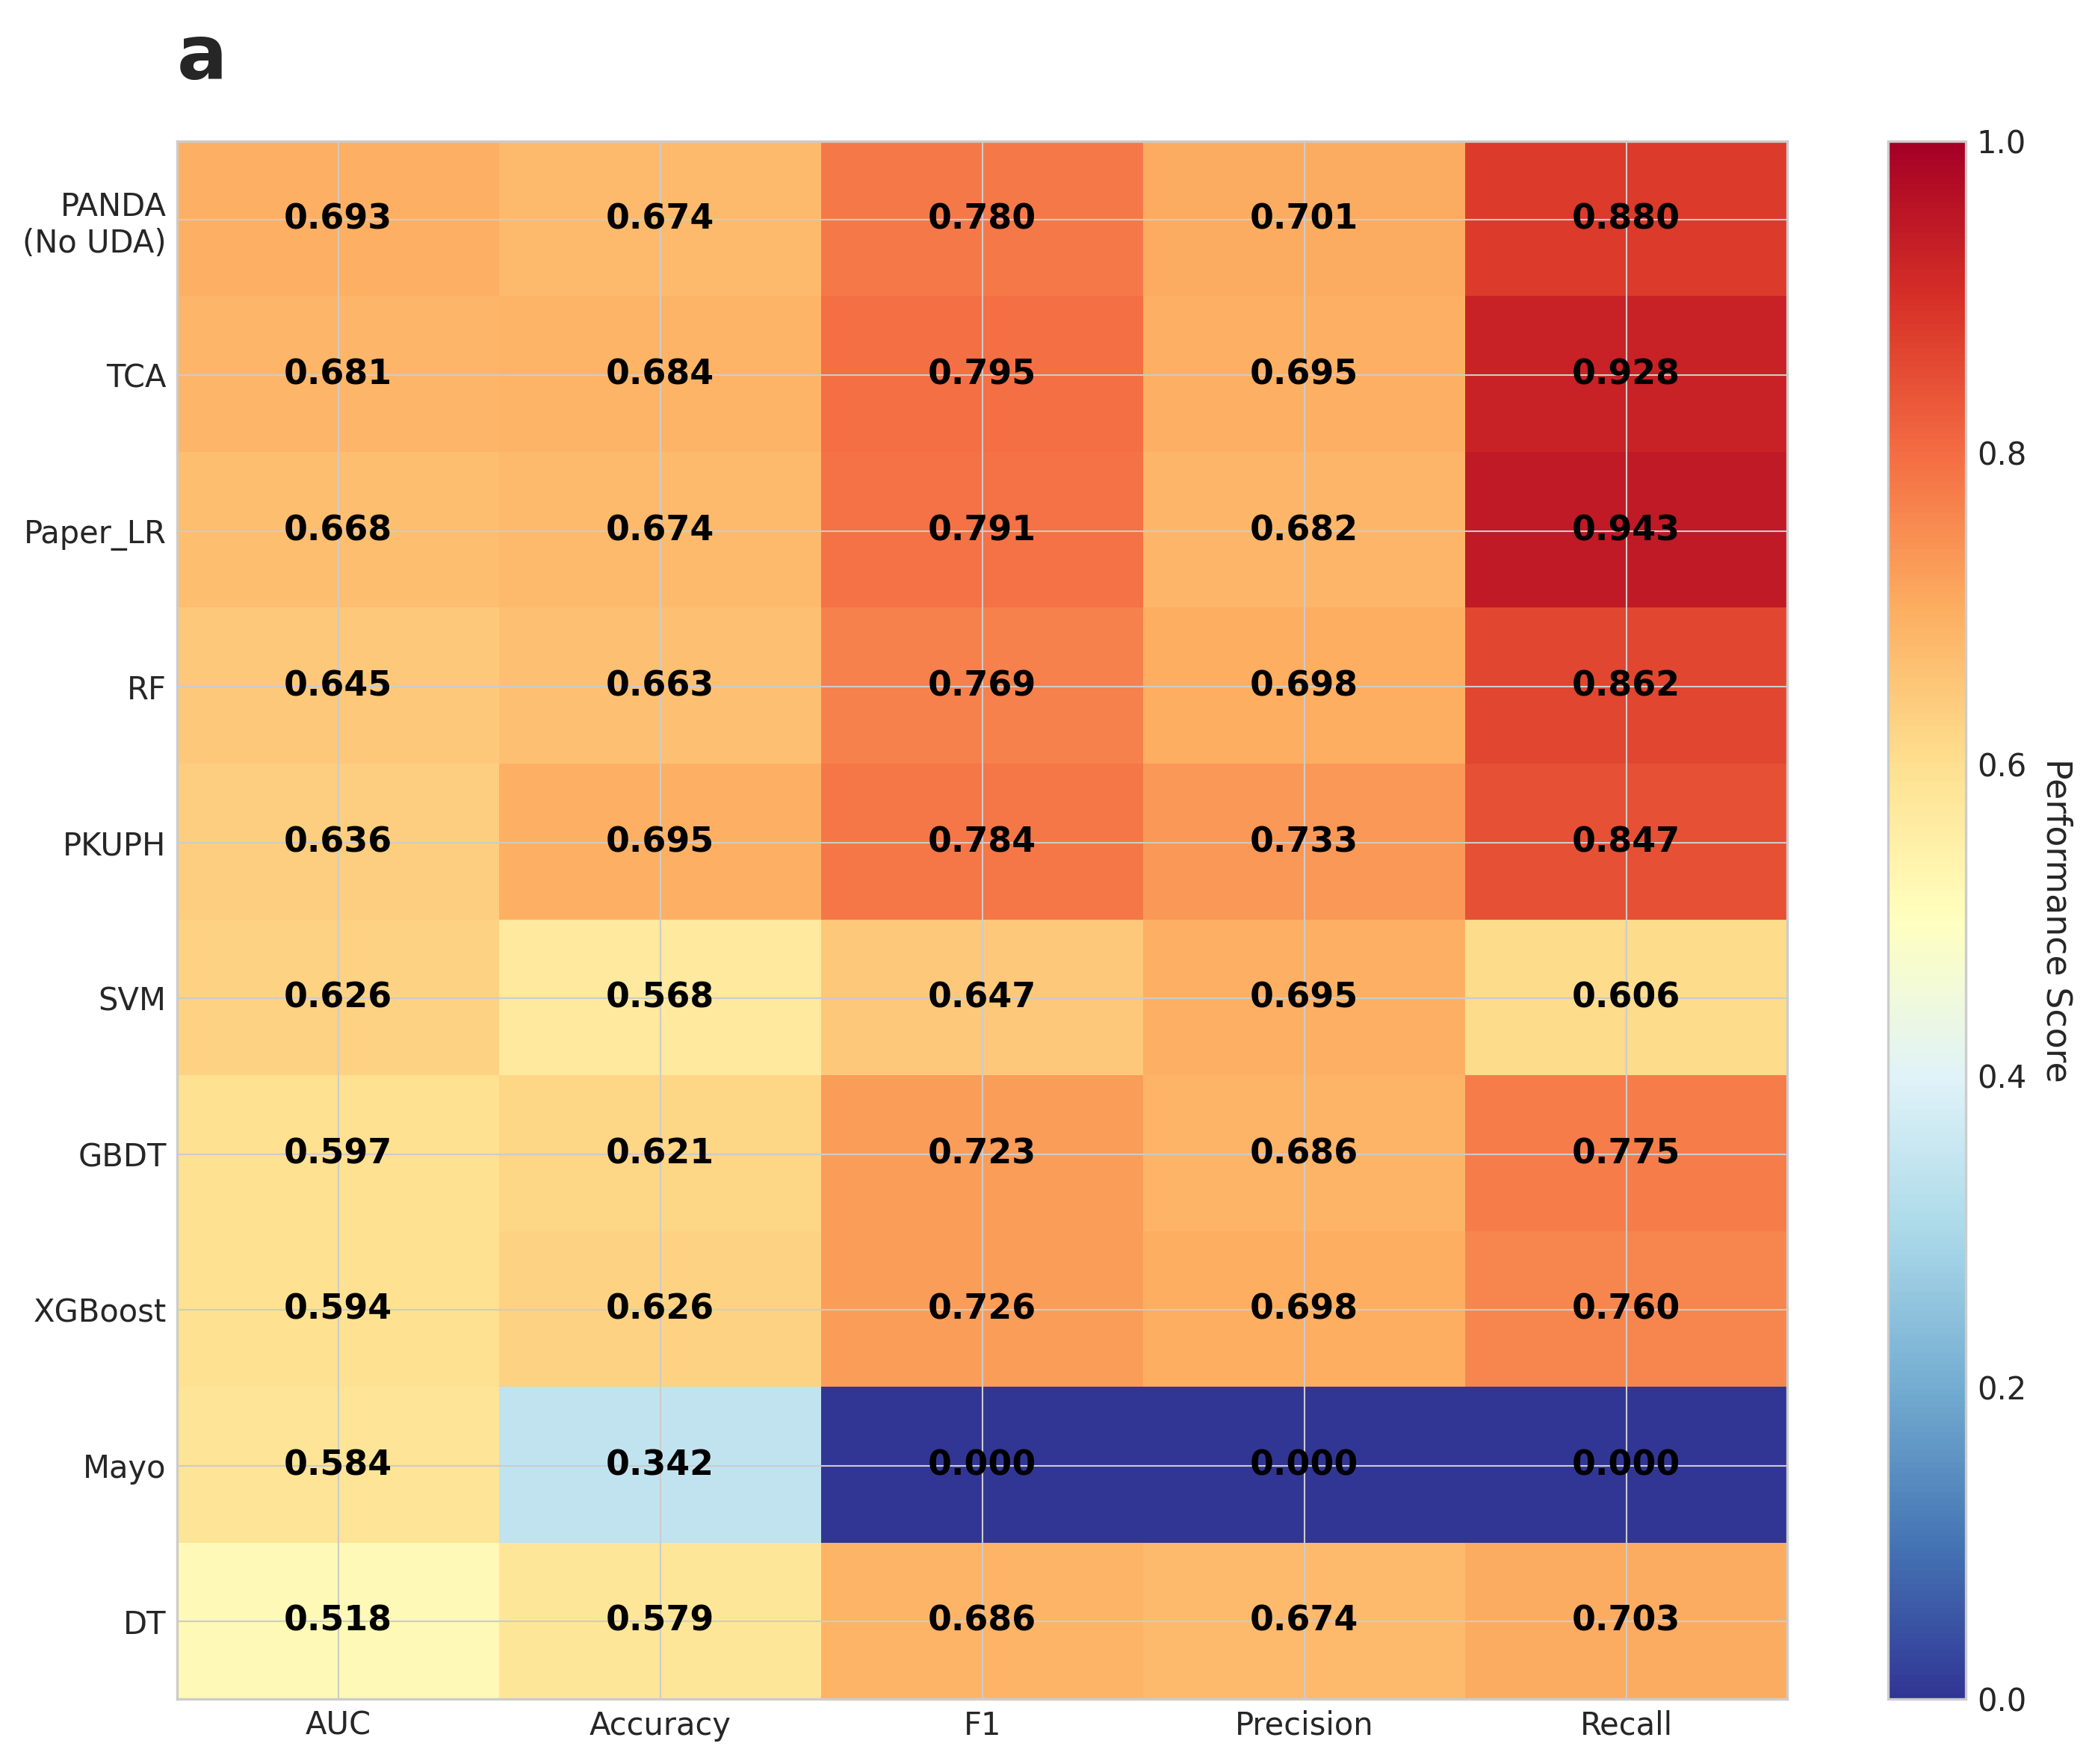 a
PANDA
(No UDA) 0.693 0.674 0.780 0.701 0.880
TCA 0.681 0.684 0.795 0.695 0.928
Paper_LR 0.668 0.674 0.791 0.682 0.943
RF 0.645 0.663 0.769 0.698 0.862
PKUPH 0.636 0.695 0.784 0.733 0.847
SVM 0.626 0.568 0.647 0.695 0.606
GBDT 0.597 0.621 0.723 0.686 0.775
XGBoost 0.594 0.626 0.726 0.698 0.760
Mayo 0.584 0.342 0.000 0.000 0.000
DT 0.518 0.579 0.686 0.674 0.703
AUC Accuracy F1 Precision Recall
1.0
0.8
0.6
0.4
0.2
0.0
Performance Score